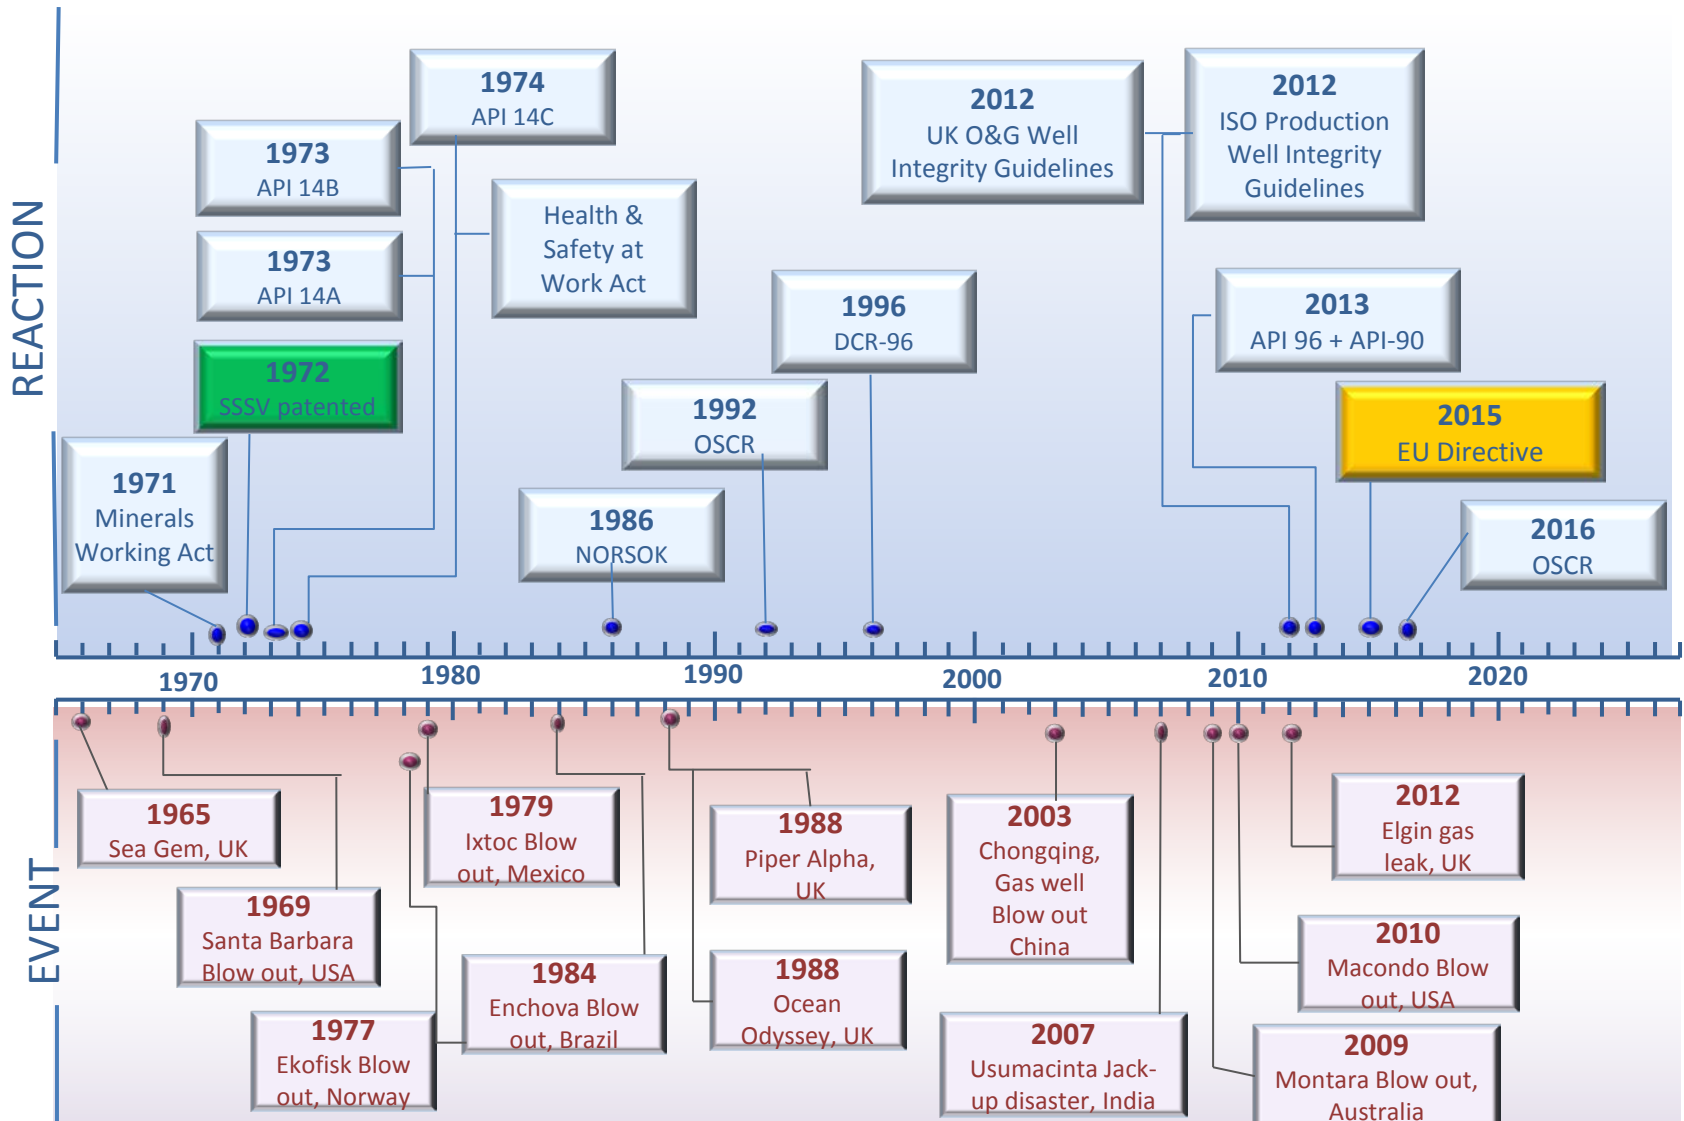 REACTION
1974
API 14C
1973
API 14B
Health &
Safety at
Work Act
1973
API 14A
1972
SSSV patented
1971
Minerals
Working Act
1986
NORSOK
1992
OSCR
1996
DCR-96
2012
UK O&G Well
Integrity Guidelines
2012
ISO Production
Well Integrity
Guidelines
2013
API 96 + API-90
2015
EU Directive
2016
OSCR
1970
1980
1990
2000
2010
2020
EVENT
1965
Sea Gem, UK
1969
Santa Barbara
Blow out, USA
1977
Ekofisk Blow
out, Norway
1979
Ixtoc Blow
out, Mexico
1984
Enchova Blow
out, Brazil
1988
Piper Alpha,
UK
1988
Ocean
Odyssey, UK
2003
Chongqing,
Gas well
Blow out
China
2007
Usumacinta Jack-
up disaster, India
2012
Elgin gas
leak, UK
2010
Macondo Blow
out, USA
2009
Montara Blow out,
Australia